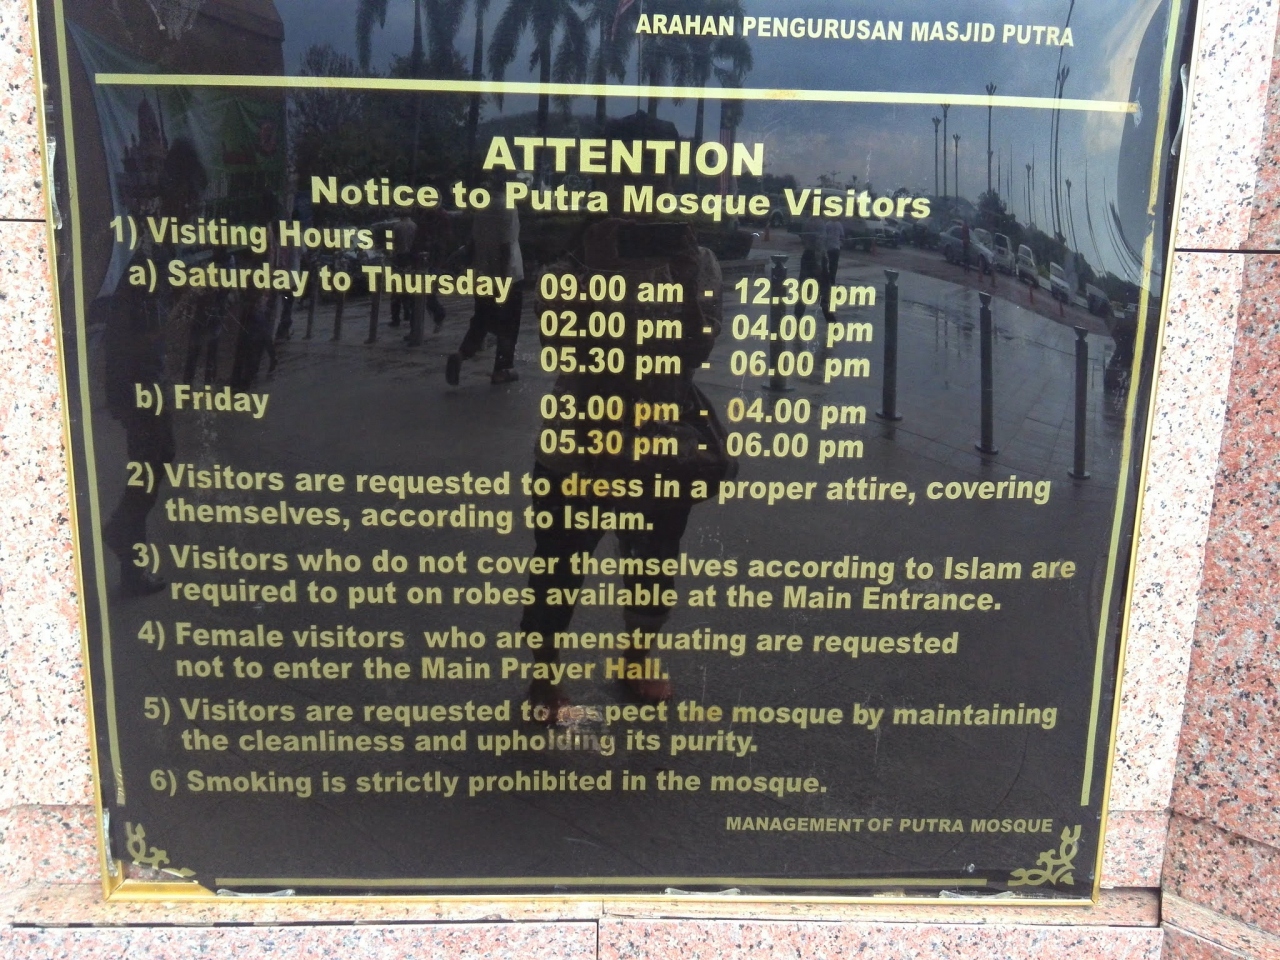 ARAHAN PENGURUSAN MASJID PUTRA
ATTENTION
Notice to Putra Mosque Visitors
1) Visiting Hours :
a) Saturday to Thursday 09.00 am - 12.30 pm
02.00 pm - 04.00 pm
05.30 pm - 06.00 pm
b) Friday 03.00 pm - 04.00 pm
05.30 pm - 06.00 pm
2) Visitors are requested to dress in a proper attire, covering
themselves, according to Islam.
3) Visitors who do not cover themselves according to Islam are
required to put on robes available at the Main Entrance.
4) Female visitors who are menstruating are requested
not to enter the Main Prayer Hall.
5) Visitors are requested to respect the mosque by maintaining
the cleanliness and upholding its purity.
6) Smoking is strictly prohibited in the mosque.
MANAGEMENT OF PUTRA MOSQUE